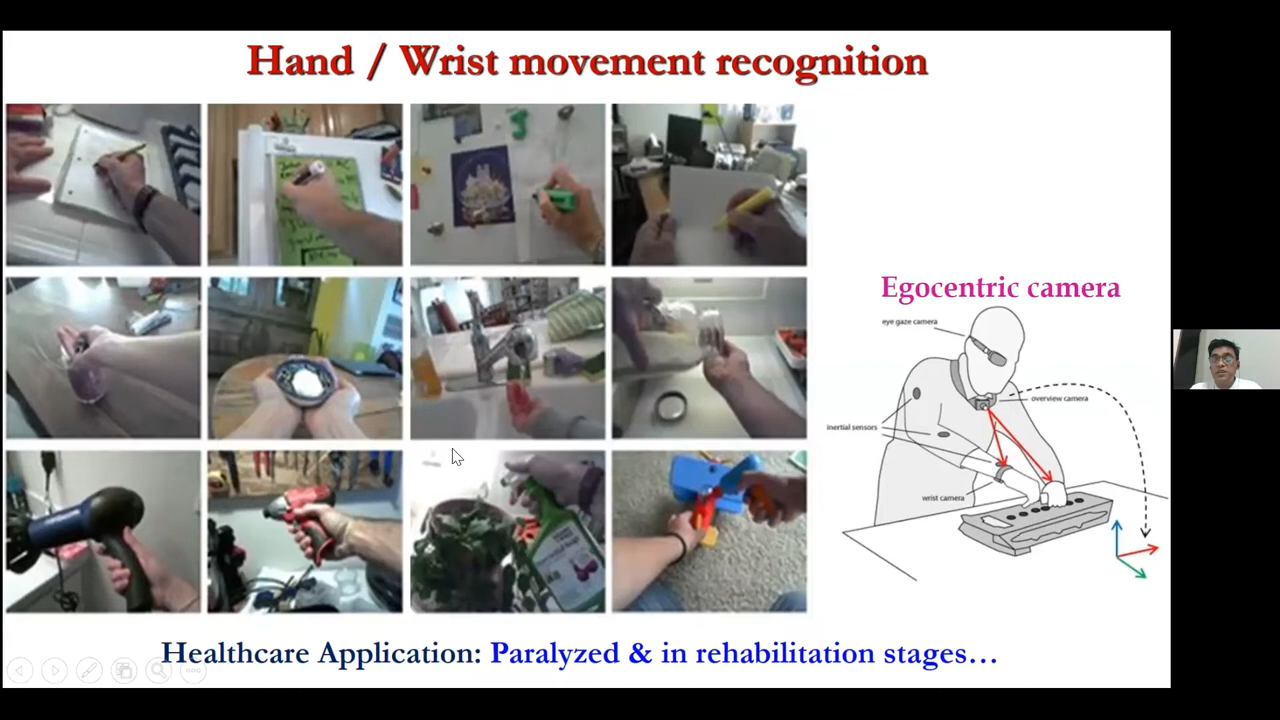 Hand / Wrist movement recognition
Egocentric camera
eye gaze camera
overview camera
inertial sensors
wrist camera
Healthcare Application: Paralyzed & in rehabilitation stages…